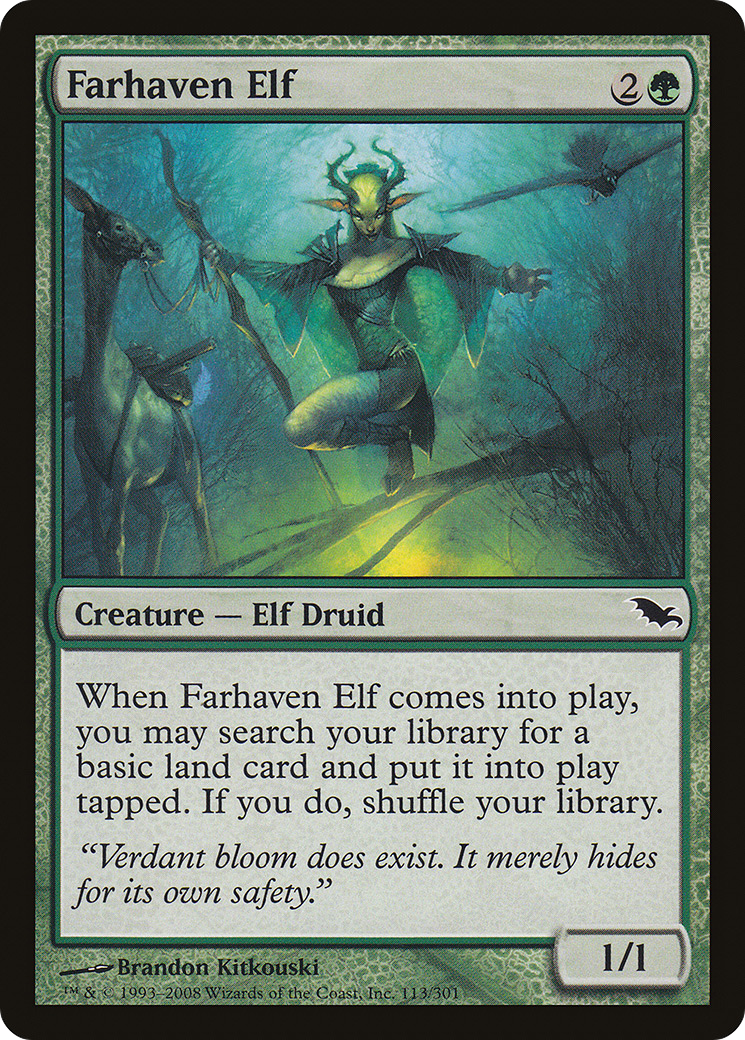 Farhaven Elf
2
Creature — Elf Druid
When Farhaven Elf comes into play,
you may search your library for a
basic land card and put it into play
tapped. If you do, shuffle your library.
“Verdant bloom does exist. It merely hides
for its own safety.”
1/1
Brandon Kitkouski
™ & © 1993–2008 Wizards of the Coast, Inc. 113/301